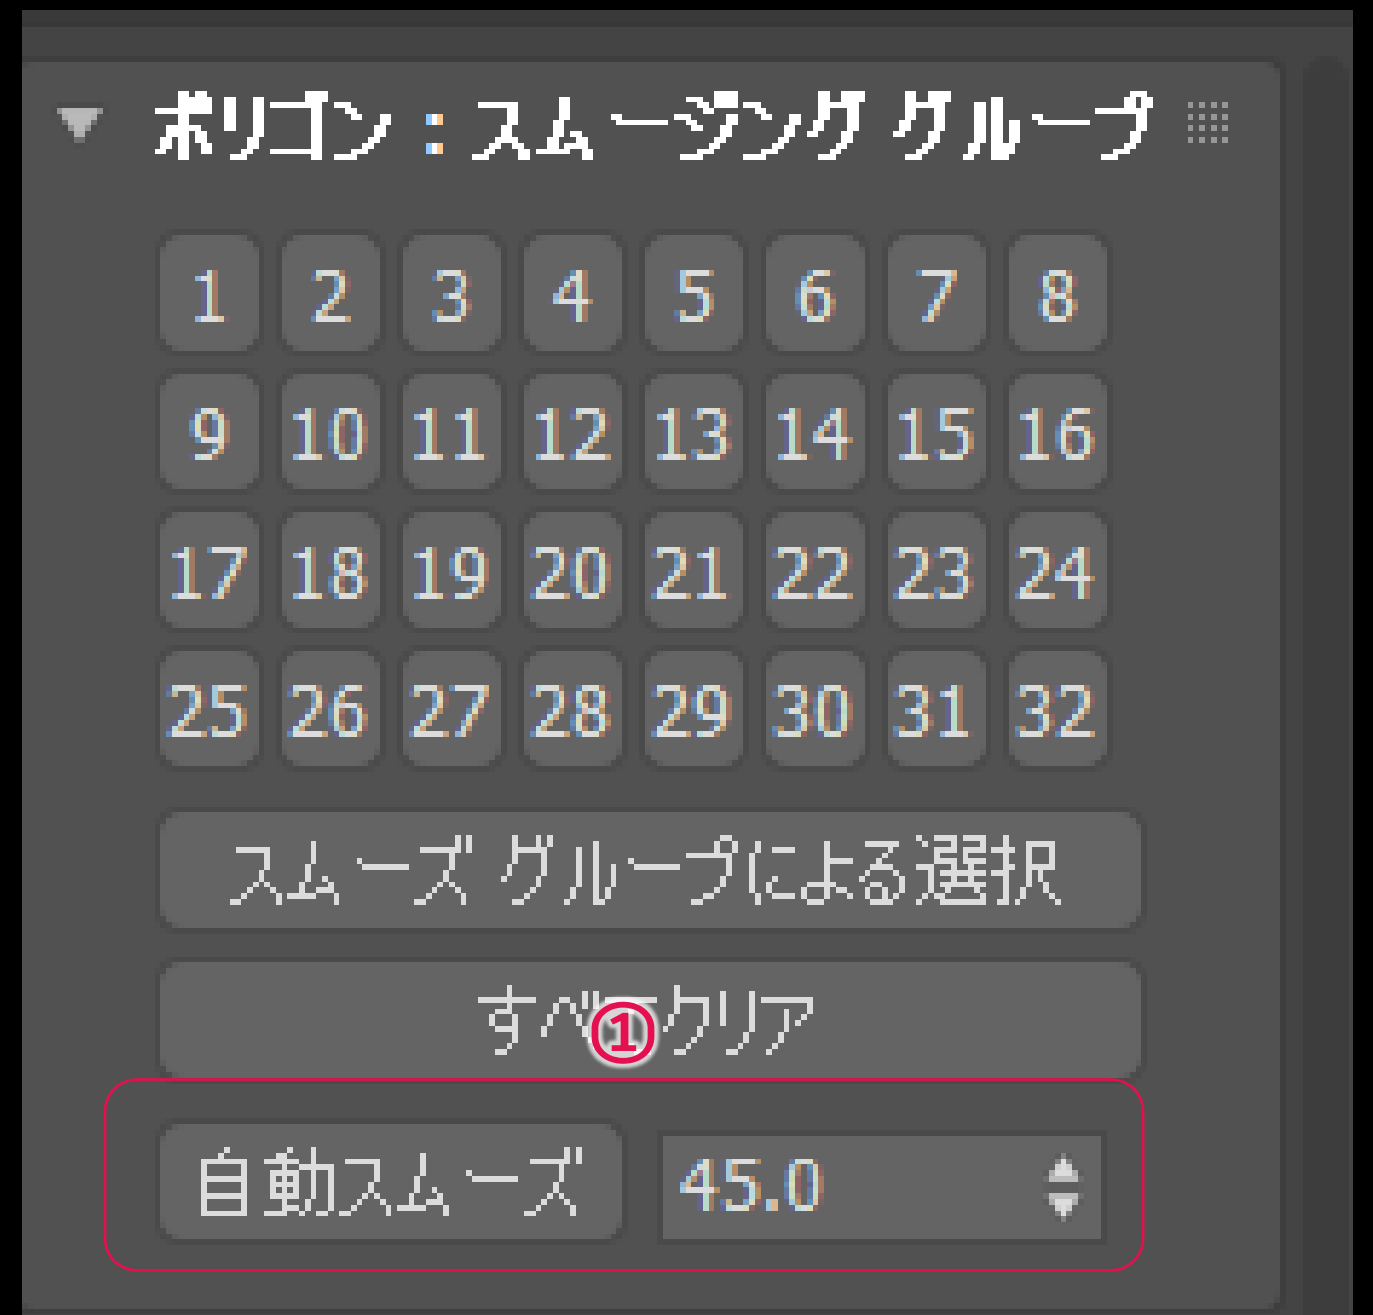 ポリゴン : スムージング グループ
1 2 3 4 5 6 7 8
9 10 11 12 13 14 15 16
17 18 19 20 21 22 23 24
25 26 27 28 29 30 31 32
スムーズ グループによる選択
すべてクリア
①
自動スムーズ 45.0